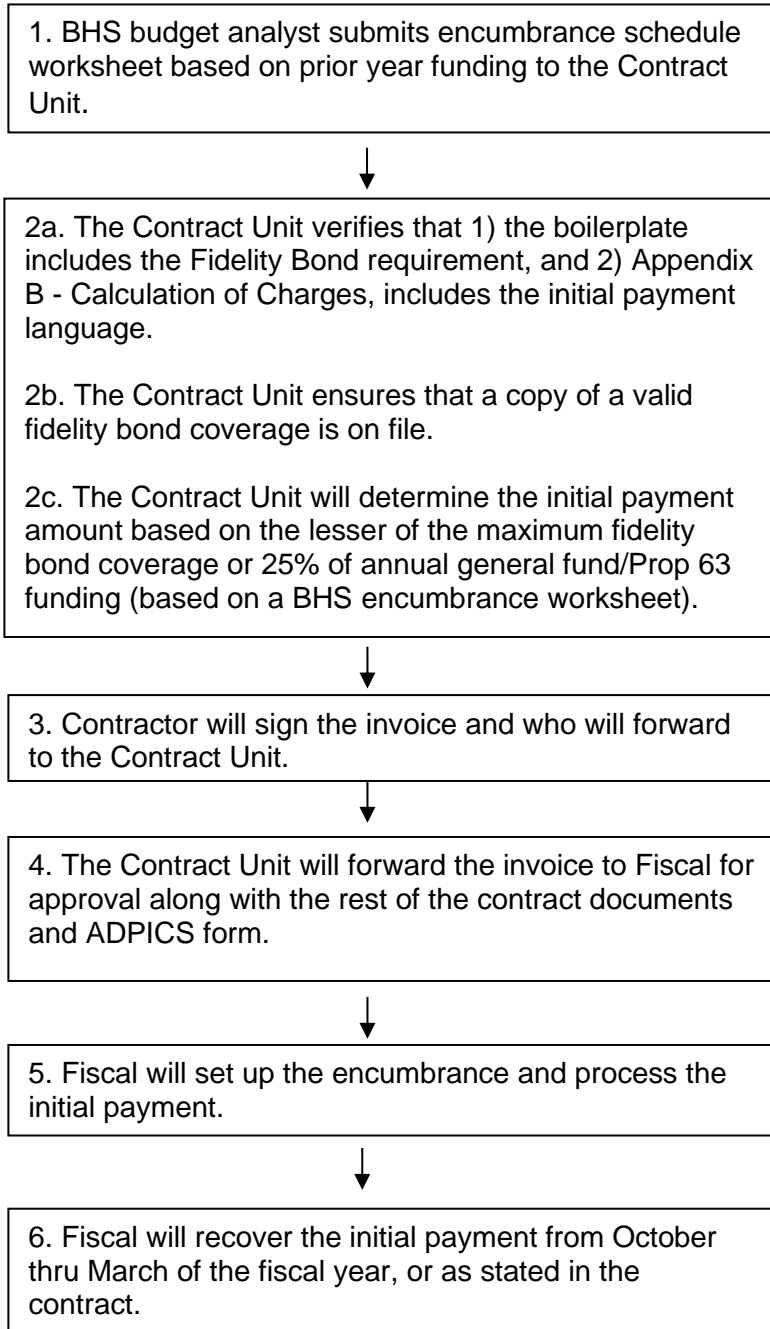 1. BHS budget analyst submits encumbrance schedule
worksheet based on prior year funding to the Contract
Unit.
2a. The Contract Unit verifies that 1) the boilerplate
includes the Fidelity Bond requirement, and 2) Appendix
B - Calculation of Charges, includes the initial payment
language.
2b. The Contract Unit ensures that a copy of a valid
fidelity bond coverage is on file.
2c. The Contract Unit will determine the initial payment
amount based on the lesser of the maximum fidelity
bond coverage or 25% of annual general fund/Prop 63
funding (based on a BHS encumbrance worksheet).
3. Contractor will sign the invoice and who will forward
to the Contract Unit.
4. The Contract Unit will forward the invoice to Fiscal for
approval along with the rest of the contract documents
and ADPICS form.
5. Fiscal will set up the encumbrance and process the
initial payment.
6. Fiscal will recover the initial payment from October
thru March of the fiscal year, or as stated in the
contract.